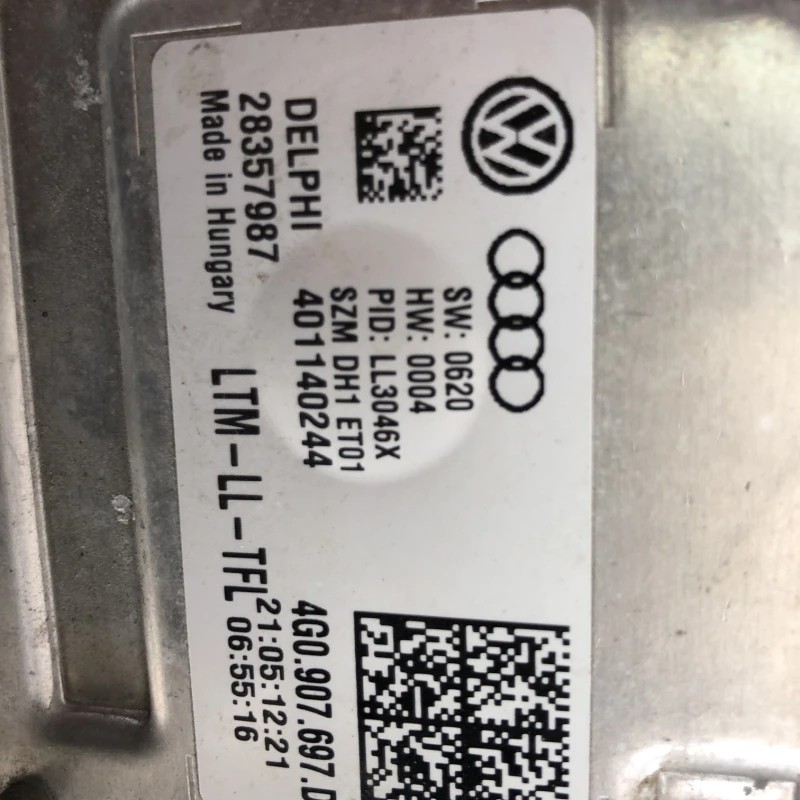 SW: 0620
HW: 0004
PID: LL3046X
SZM DH1 ET01
401140244
DELPHI
28357987
Made in Hungary
4G0.907.697.D
LTM-LL-TFL
21:05:12:21
06:55:16